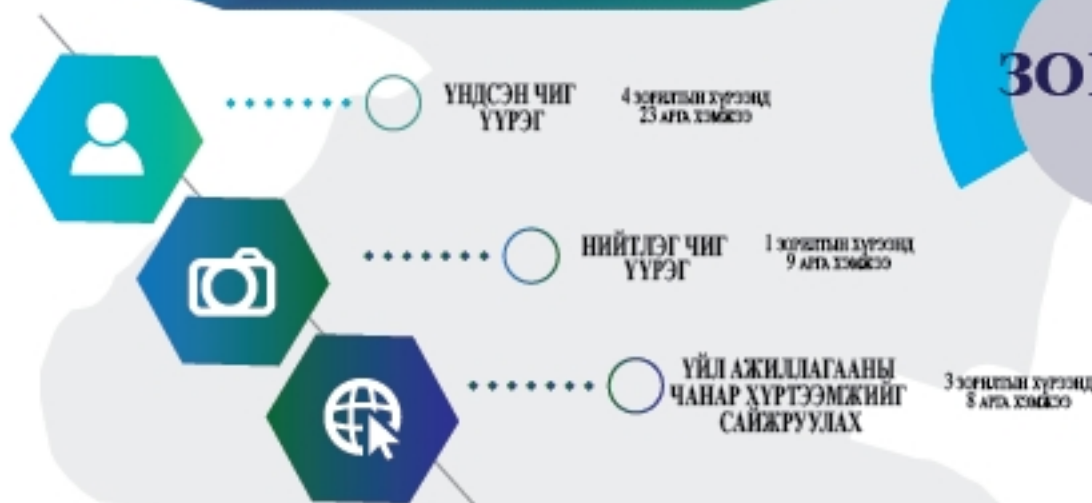 ҮНДСЭН ЧИГ
ҮҮРЭГ
4 ЗОРИЛТЫН ХҮРЭЭНД
23 АРГА ХЭМЖЭЭ
НИЙТЛЭГ ЧИГ
ҮҮРЭГ
1 ЗОРИЛТЫН ХҮРЭЭНД
9 АРГА ХЭМЖЭЭ
ҮЙЛ АЖИЛЛАГААНЫ
ЧАНАР ХҮРТЭЭМЖИЙГ
САЙЖРУУЛАХ
3 ЗОРИЛТЫН ХҮРЭЭНД
8 АРГА ХЭМЖЭЭ